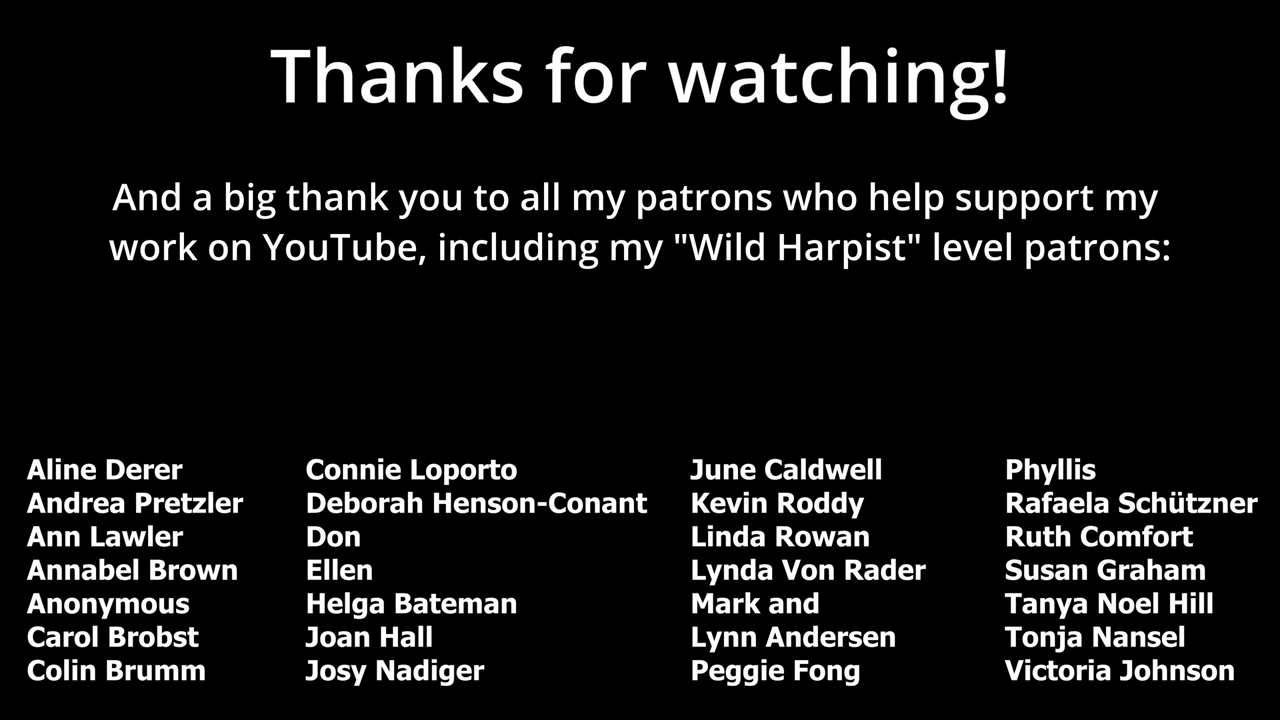 Thanks for watching!
And a big thank you to all my patrons who help support my
work on YouTube, including my "Wild Harpist" level patrons:
Aline Derer
Andrea Pretzler
Ann Lawler
Annabel Brown
Anonymous
Carol Brobst
Colin Brumm
Connie Loporto
Deborah Henson-Conant
Don
Ellen
Helga Bateman
Joan Hall
Josy Nadiger
June Caldwell
Kevin Roddy
Linda Rowan
Lynda Von Rader
Mark and
Lynn Andersen
Peggie Fong
Phyllis
Rafaela Schützner
Ruth Comfort
Susan Graham
Tanya Noel Hill
Tonja Nansel
Victoria Johnson